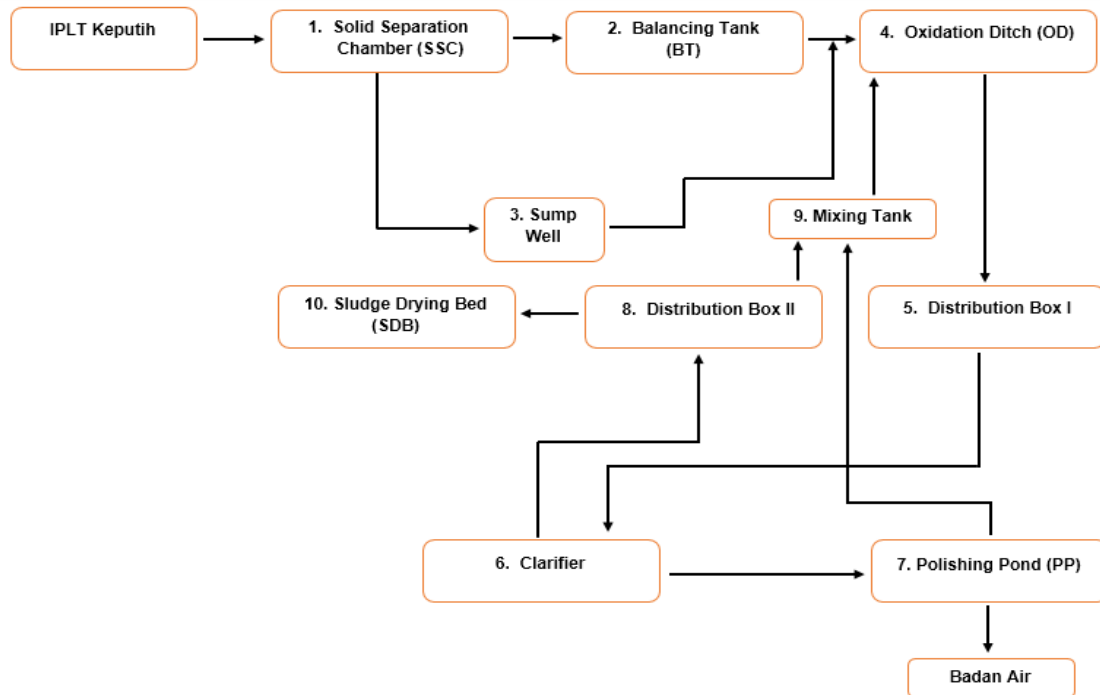 IPLT Keputih
1. Solid Separation
Chamber (SSC)
2. Balancing Tank
(BT)
4. Oxidation Ditch (OD)
3. Sump
Well
9. Mixing Tank
10. Sludge Drying Bed
(SDB)
8. Distribution Box II
5. Distribution Box I
6. Clarifier
7. Polishing Pond (PP)
Badan Air